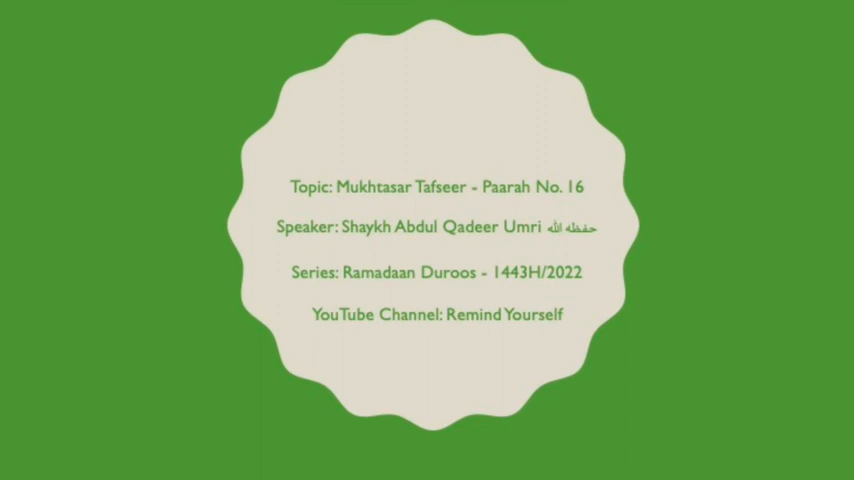 Topic: Mukhtasar Tafseer - Paarah No. 16
Speaker: Shaykh Abdul Qadeer Umri حفظه الله
Series: Ramadaan Duroos - 1443H/2022
YouTube Channel: Remind Yourself